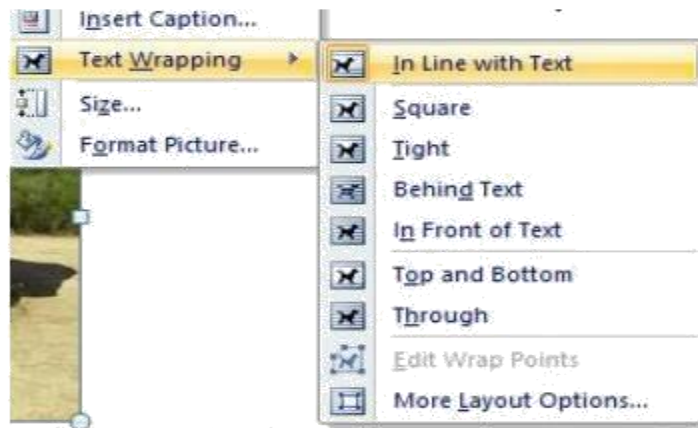 Insert Caption...
Text Wrapping
Size...
Format Picture...
In Line with Text
Square
Tight
Behind Text
In Front of Text
Top and Bottom
Through
Edit Wrap Points
More Layout Options...